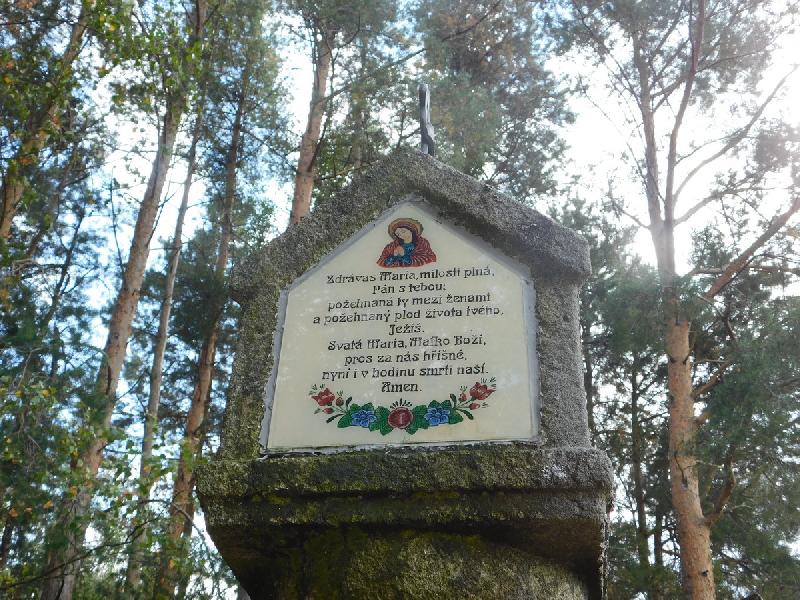 Zdrávas Maria, milosti plná,
Pán s tebou;
požehnaná ty mezi ženami
a požehnaný plod života tvého,
Ježíš.
Svatá Maria, Matko Boží,
pros za nás hříšné,
nyní i v hodinu smrti naší.
Amen.